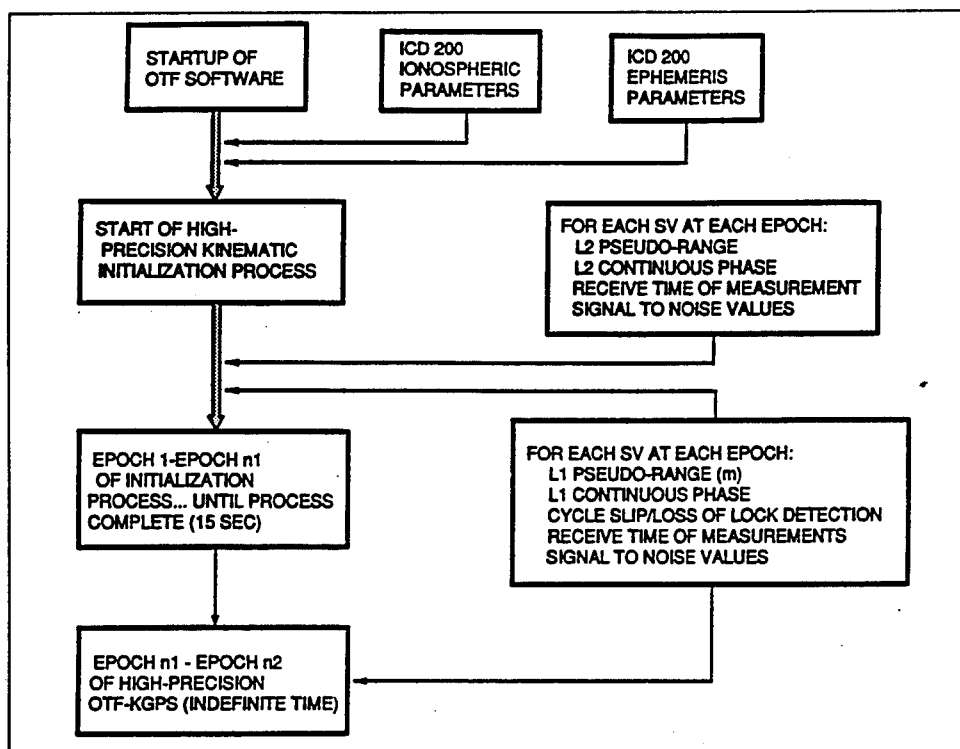 STARTUP OF
OTF SOFTWARE
ICD 200
IONOSPHERIC
PARAMETERS
ICD 200
EPHEMERIS
PARAMETERS
START OF HIGH-
PRECISION KINEMATIC
INITIALIZATION PROCESS
FOR EACH SV AT EACH EPOCH:
L2 PSEUDO-RANGE
L2 CONTINUOUS PHASE
RECEIVE TIME OF MEASUREMENT
SIGNAL TO NOISE VALUES
EPOCH 1-EPOCH n1
OF INITIALIZATION
PROCESS... UNTIL PROCESS
COMPLETE (15 SEC)
FOR EACH SV AT EACH EPOCH:
L1 PSEUDO-RANGE (m)
L1 CONTINUOUS PHASE
CYCLE SLIP/LOSS OF LOCK DETECTION
RECEIVE TIME OF MEASUREMENTS
SIGNAL TO NOISE VALUES
EPOCH n1 - EPOCH n2
OF HIGH-PRECISION
OTF-KGPS (INDEFINITE TIME)